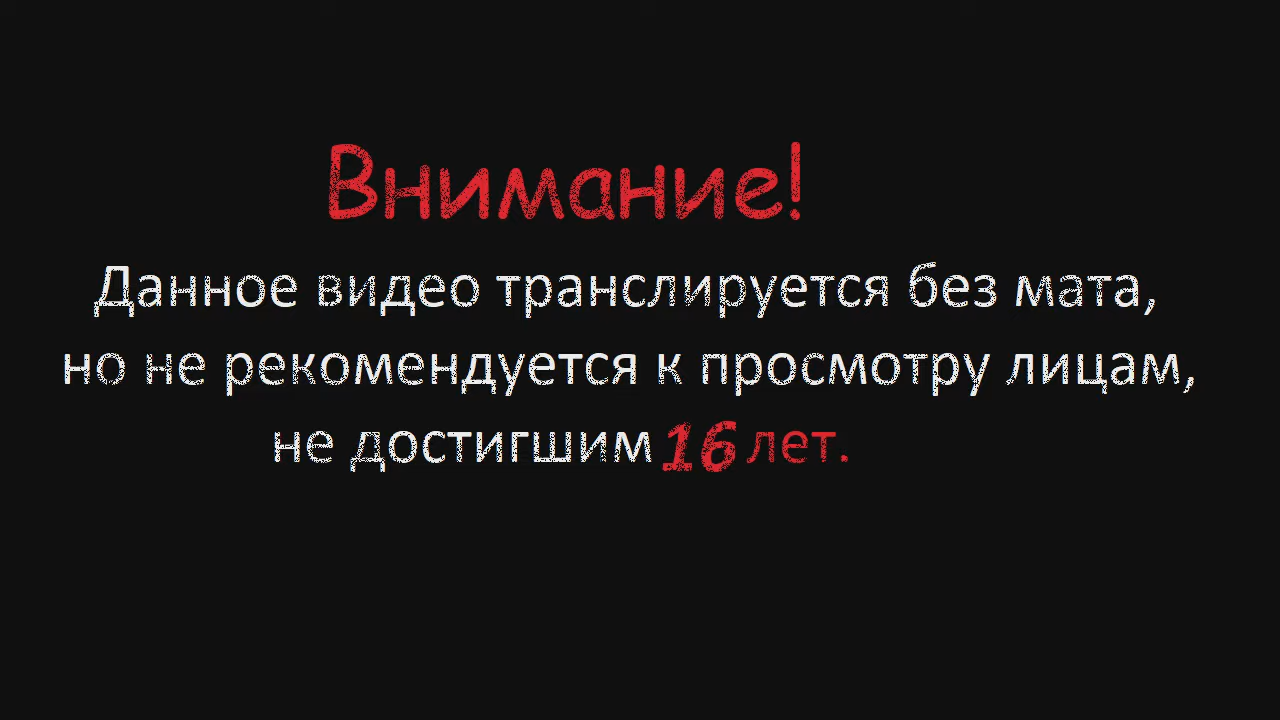 Внимание!
Данное видео транслируется без мата,
но не рекомендуется к просмотру лицам,
не достигшим 16 лет.